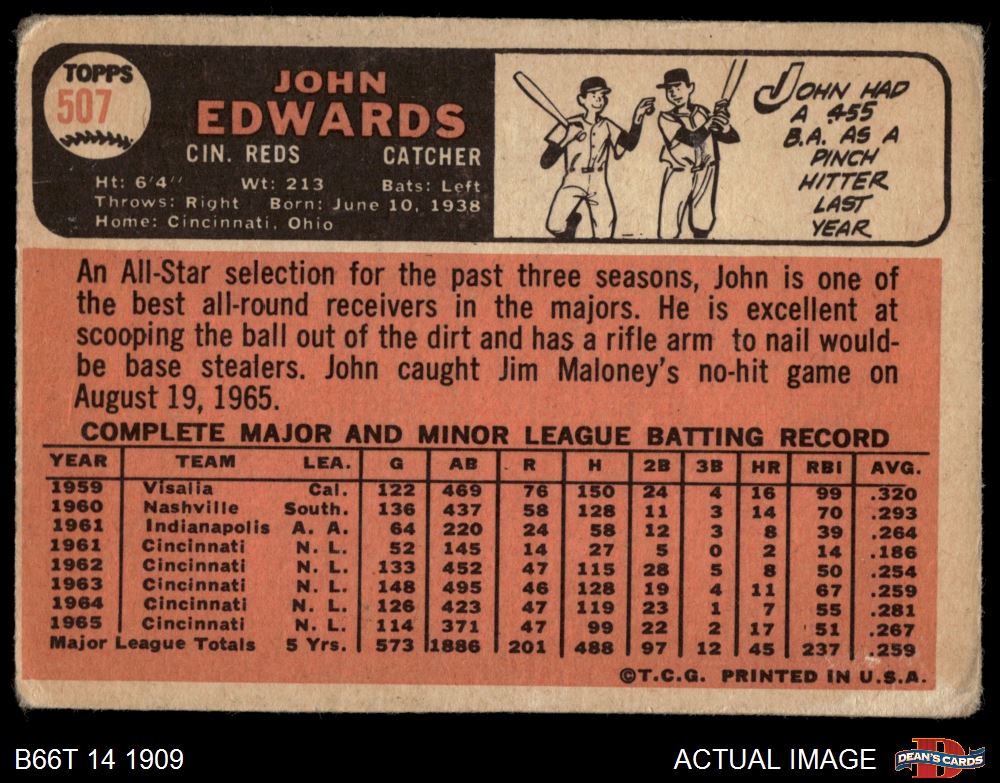 TOPPS
507
JOHN
EDWARDS
CIN. REDS CATCHER
Ht: 6'4" Wt: 213 Bats: Left
Throws: Right Born: June 10, 1938
Home: Cincinnati, Ohio
JOHN HAD
A .455
B.A. AS A
PINCH
HITTER
LAST
YEAR
An All-Star selection for the past three seasons, John is one of
the best all-round receivers in the majors. He is excellent at
scooping the ball out of the dirt and has a rifle arm to nail would-
be base stealers. John caught Jim Maloney's no-hit game on
August 19, 1965.
COMPLETE MAJOR AND MINOR LEAGUE BATTING RECORD
YEAR TEAM LEA. G AB R H 2B 3B HR RBI AVG.
1959 Visalia Cal. 122 469 76 150 24 4 16 99 .320
1960 Nashville South. 136 437 58 128 11 3 14 70 .293
1961 Indianapolis A. A. 64 220 24 58 12 3 8 39 .264
1961 Cincinnati N. L. 52 145 14 27 5 0 2 14 .186
1962 Cincinnati N. L. 133 452 47 115 28 5 8 50 .254
1963 Cincinnati N. L. 148 495 46 128 19 4 11 67 .259
1964 Cincinnati N. L. 126 423 47 119 23 1 7 55 .281
1965 Cincinnati N. L. 114 371 47 99 22 2 17 51 .267
Major League Totals 5 Yrs. 573 1886 201 488 97 12 45 237 .259
©T.C.G. PRINTED IN U.S.A.
B66T 14 1909
ACTUAL IMAGE
DEAN'S CARDS